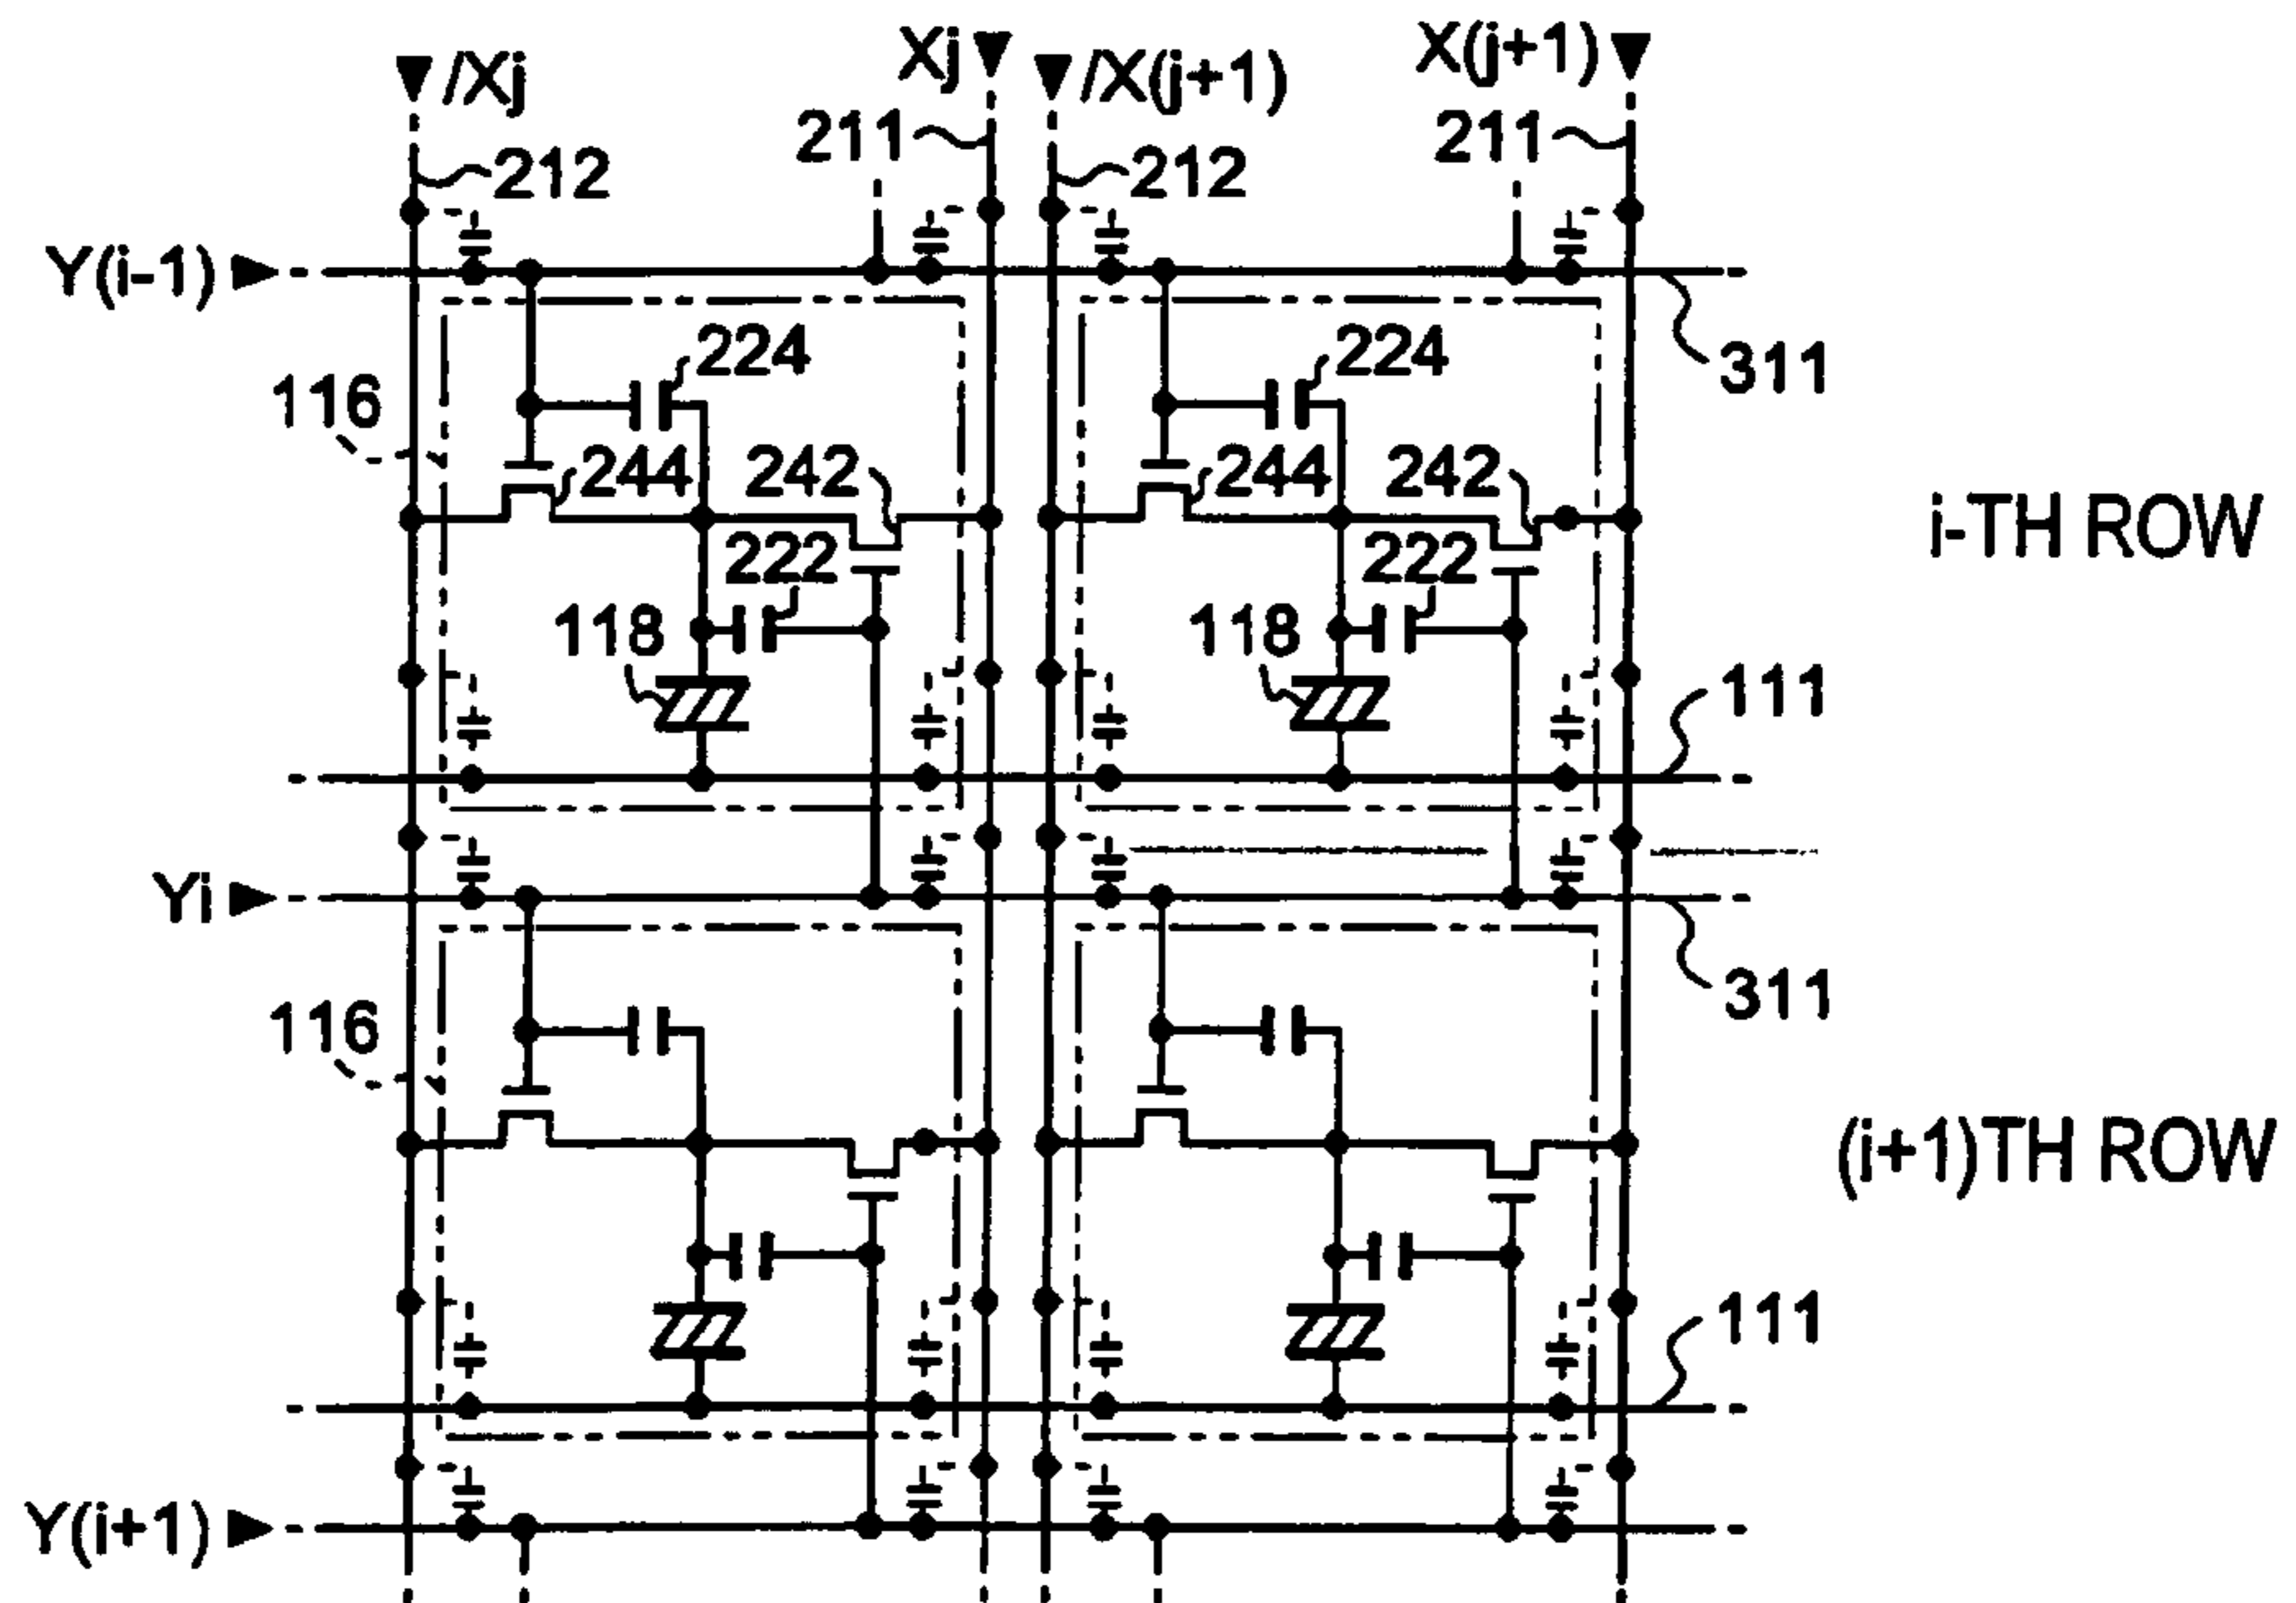 /Xj
Xj
/X(j+1)
X(j+1)
211
211
212
212
Y(i-1)
224
224
311
116
244
242
244
242
i-TH ROW
222
222
118
118
111
Yi
311
116
(i+1)TH ROW
111
Y(i+1)